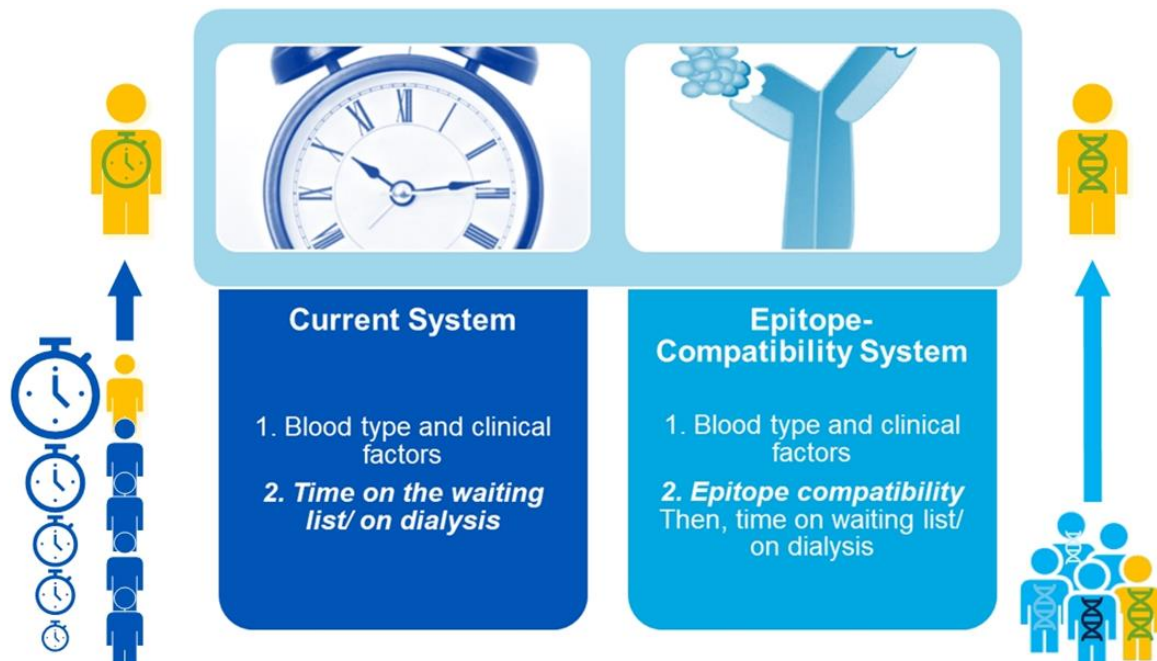 Current System
1. Blood type and clinical
factors
2. Time on the waiting
list/ on dialysis
Epitope-
Compatibility System
1. Blood type and clinical
factors
2. Epitope compatibility
Then, time on waiting list/
on dialysis